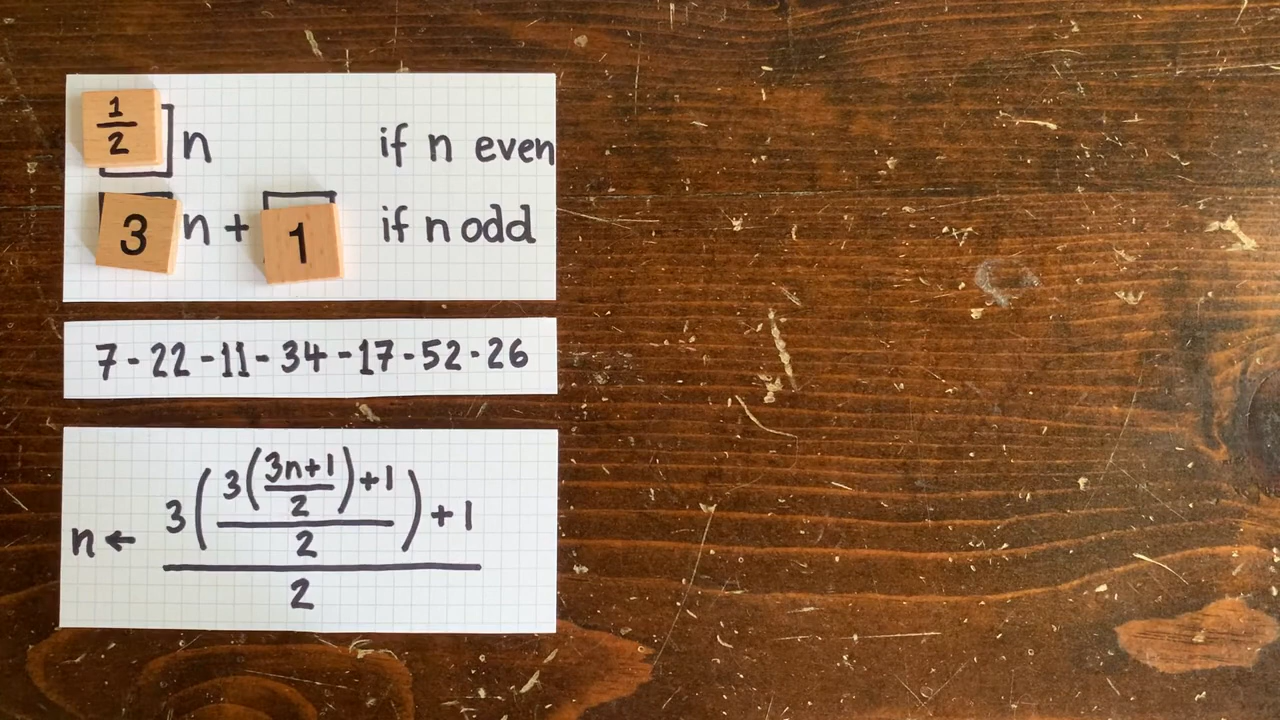 1/2 n if n even
3 n + 1 if n odd
7 - 22 - 11 - 34 - 17 - 52 - 26
n ← (3((3((3n+1)/2)+1)/2)+1)/2